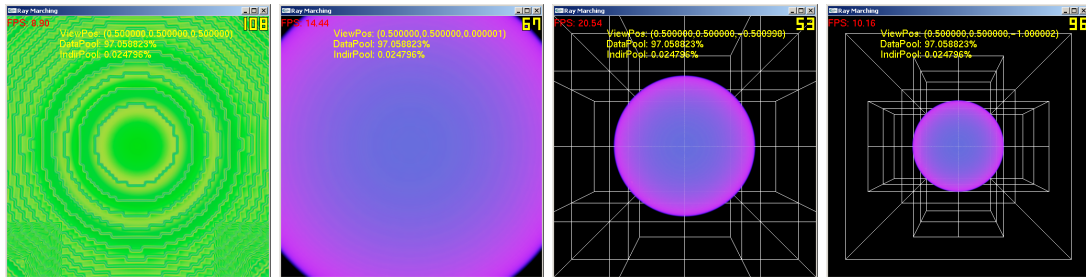 Ray Marching
FPS: 8.90
108
ViewPos: (0.500000,0.500000,0.500000)
DataPool: 97.058823%
IndirPool: 0.024796%
Ray Marching
FPS: 14.44
67
ViewPos: (0.500000,0.500000,0.000001)
DataPool: 97.058823%
IndirPool: 0.024796%
Ray Marching
FPS: 20.54
53
ViewPos: (0.500000,0.500000,-0.500998)
DataPool: 97.058823%
IndirPool: 0.024796%
Ray Marching
FPS: 10.16
96
ViewPos: (0.500000,0.500000,-1.000002)
DataPool: 97.058823%
IndirPool: 0.024796%